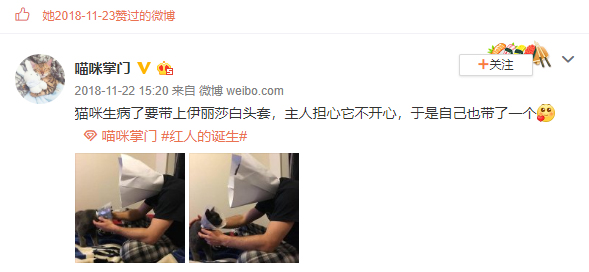 她2018-11-23赞过的微博
喵咪掌门
+关注
2018-11-22 15:20 来自 微博 weibo.com
猫咪生病了要带上伊丽莎白头套，主人担心它不开心，于是自己也带了一个
喵咪掌门 #红人的诞生#